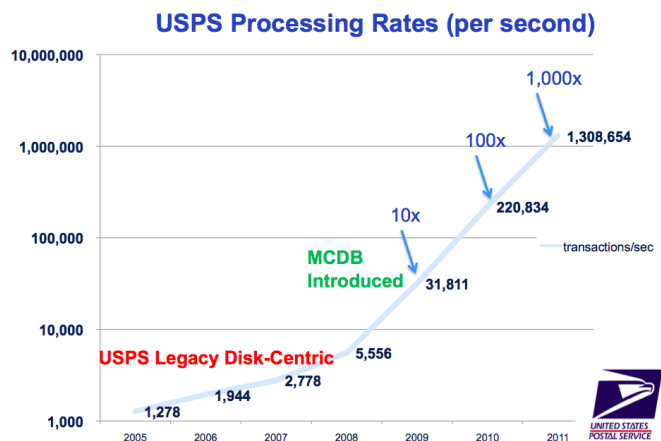 USPS Processing Rates (per second)
10,000,000
1,000x
1,000,000
1,308,654
100x
220,834
100,000
10x
transactions/sec
MCDB
Introduced
31,811
10,000
USPS Legacy Disk-Centric
5,556
2,778
1,944
1,278
1,000
2005 2006 2007 2008 2009 2010 2011
UNITED STATES
POSTAL SERVICE